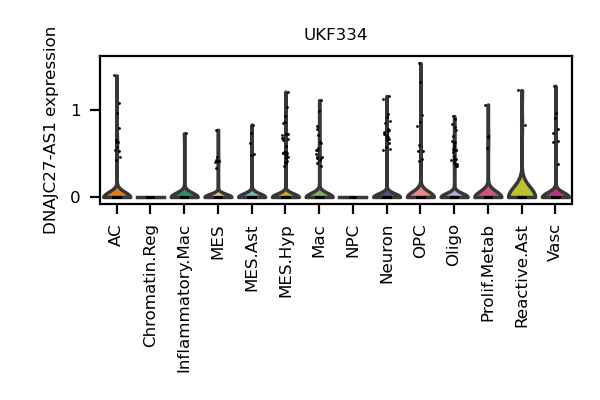 UKF334
DNAJC27-AS1 expression
1
0
AC
Chromatin.Reg
Inflammatory.Mac
MES
MES.Ast
MES.Hyp
Mac
NPC
Neuron
OPC
Oligo
Prolif.Metab
Reactive.Ast
Vasc